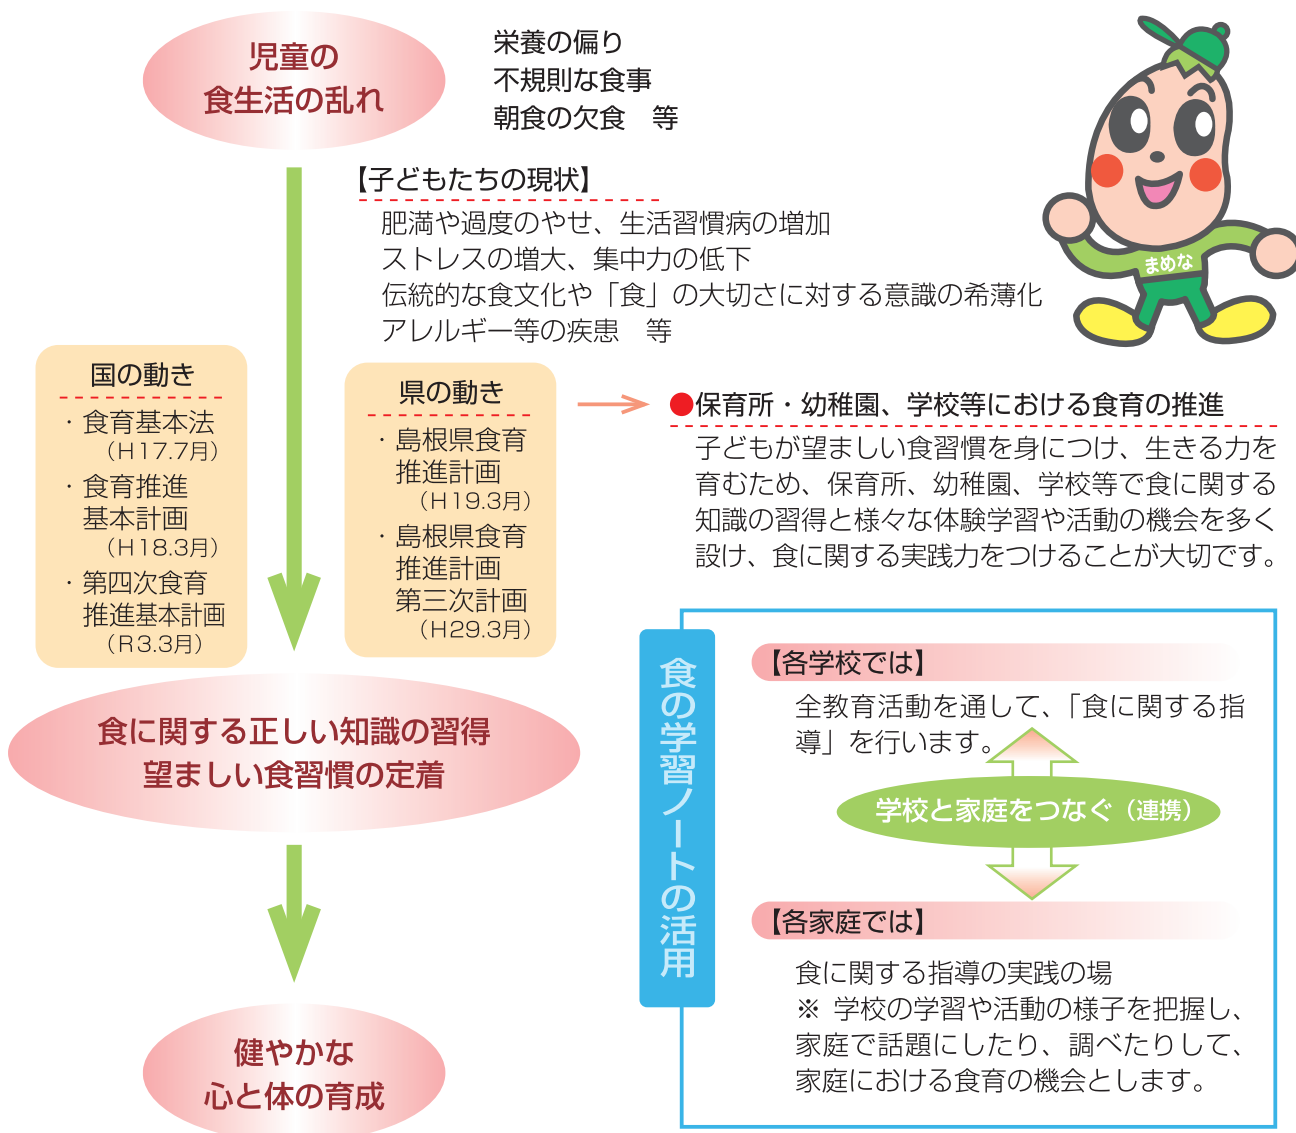 児童の
食生活の乱れ
栄養の偏り
不規則な食事
朝食の欠食　等
【子どもたちの現状】
肥満や過度のやせ、生活習慣病の増加
ストレスの増大、集中力の低下
伝統的な食文化や「食」の大切さに対する意識の希薄化
アレルギー等の疾患　等
まめな
国の動き
・食育基本法
（H17.7月）
・食育推進
基本計画
（H18.3月）
・第四次食育
推進基本計画
（R3.3月）
県の動き
・島根県食育
推進計画
（H19.3月）
・島根県食育
推進計画
第三次計画
（H29.3月）
●保育所・幼稚園、学校等における食育の推進
子どもが望ましい食習慣を身につけ、生きる力を
育むため、保育所、幼稚園、学校等で食に関する
知識の習得と様々な体験学習や活動の機会を多く
設け、食に関する実践力をつけることが大切です。
食に関する正しい知識の習得
望ましい食習慣の定着
健やかな
心と体の育成
食の学習ノートの活用
【各学校では】
全教育活動を通して、「食に関する指
導」を行います。
学校と家庭をつなぐ（連携）
【各家庭では】
食に関する指導の実践の場
※ 学校の学習や活動の様子を把握し、
家庭で話題にしたり、調べたりして、
家庭における食育の機会とします。